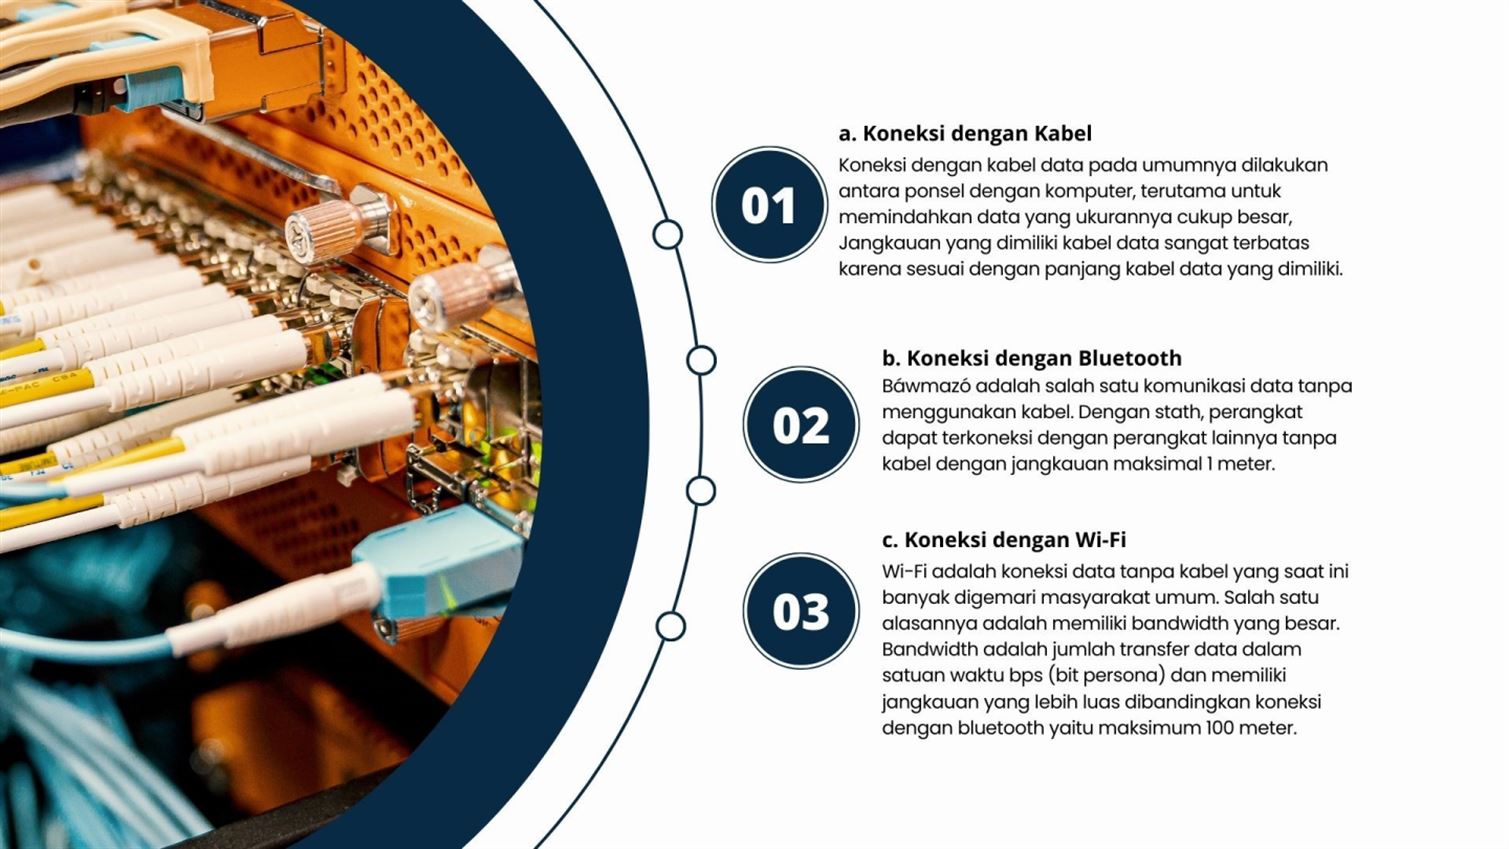 01
a. Koneksi dengan Kabel
Koneksi dengan kabel data pada umumnya dilakukan
antara ponsel dengan komputer, terutama untuk
memindahkan data yang ukurannya cukup besar,
Jangkauan yang dimiliki kabel data sangat terbatas
karena sesuai dengan panjang kabel data yang dimiliki.
02
b. Koneksi dengan Bluetooth
Báwmazó adalah salah satu komunikasi data tanpa
menggunakan kabel. Dengan stath, perangkat
dapat terkoneksi dengan perangkat lainnya tanpa
kabel dengan jangkauan maksimal 1 meter.
03
c. Koneksi dengan Wi-Fi
Wi-Fi adalah koneksi data tanpa kabel yang saat ini
banyak digemari masyarakat umum. Salah satu
alasannya adalah memiliki bandwidth yang besar.
Bandwidth adalah jumlah transfer data dalam
satuan waktu bps (bit persona) dan memiliki
jangkauan yang lebih luas dibandingkan koneksi
dengan bluetooth yaitu maksimum 100 meter.